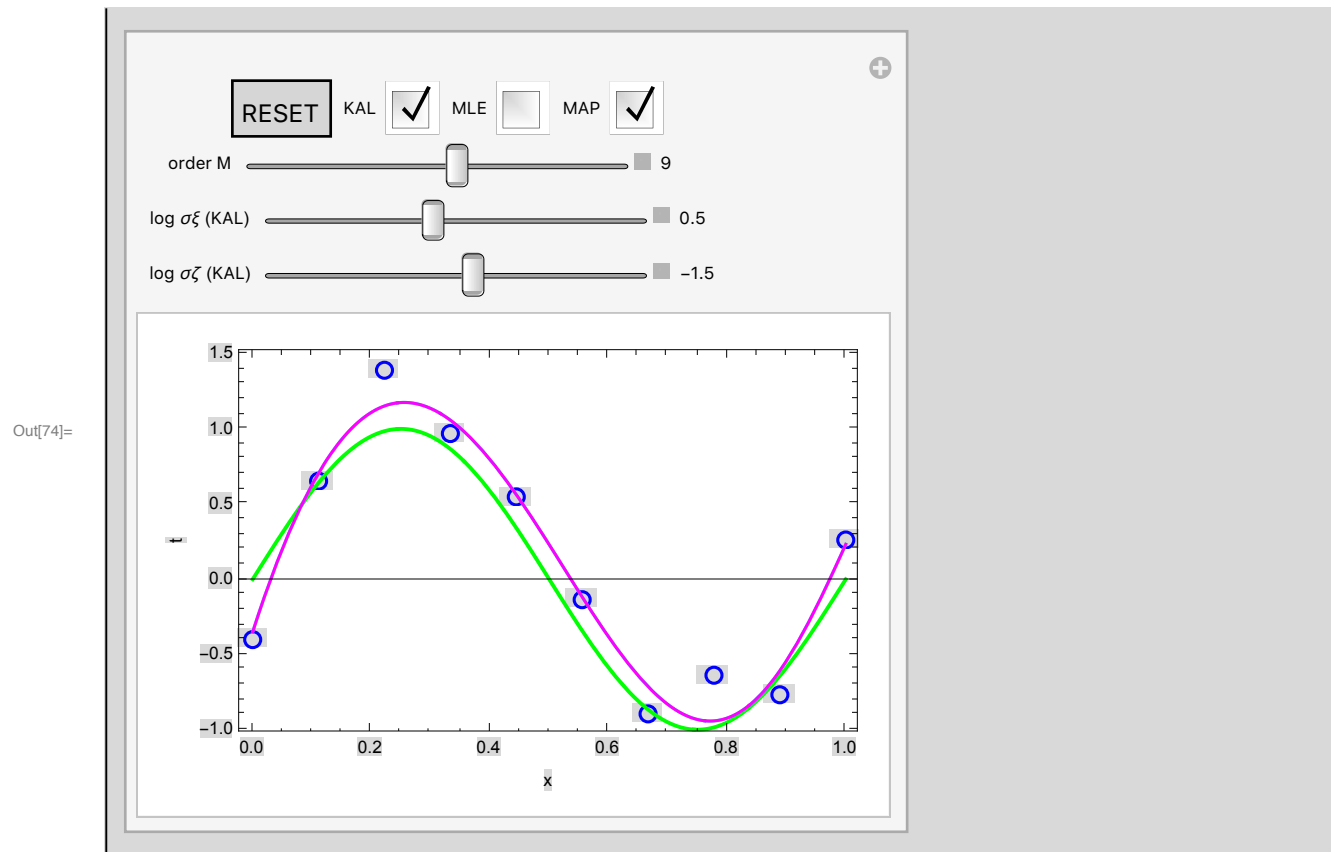 RESET KAL MLE MAP
order M 9
log σξ (KAL) 0.5
log σζ (KAL) −1.5
Out[74]=
1.5
1.0
0.5
0.0
−0.5
−1.0
t
0.0 0.2 0.4 0.6 0.8 1.0
x